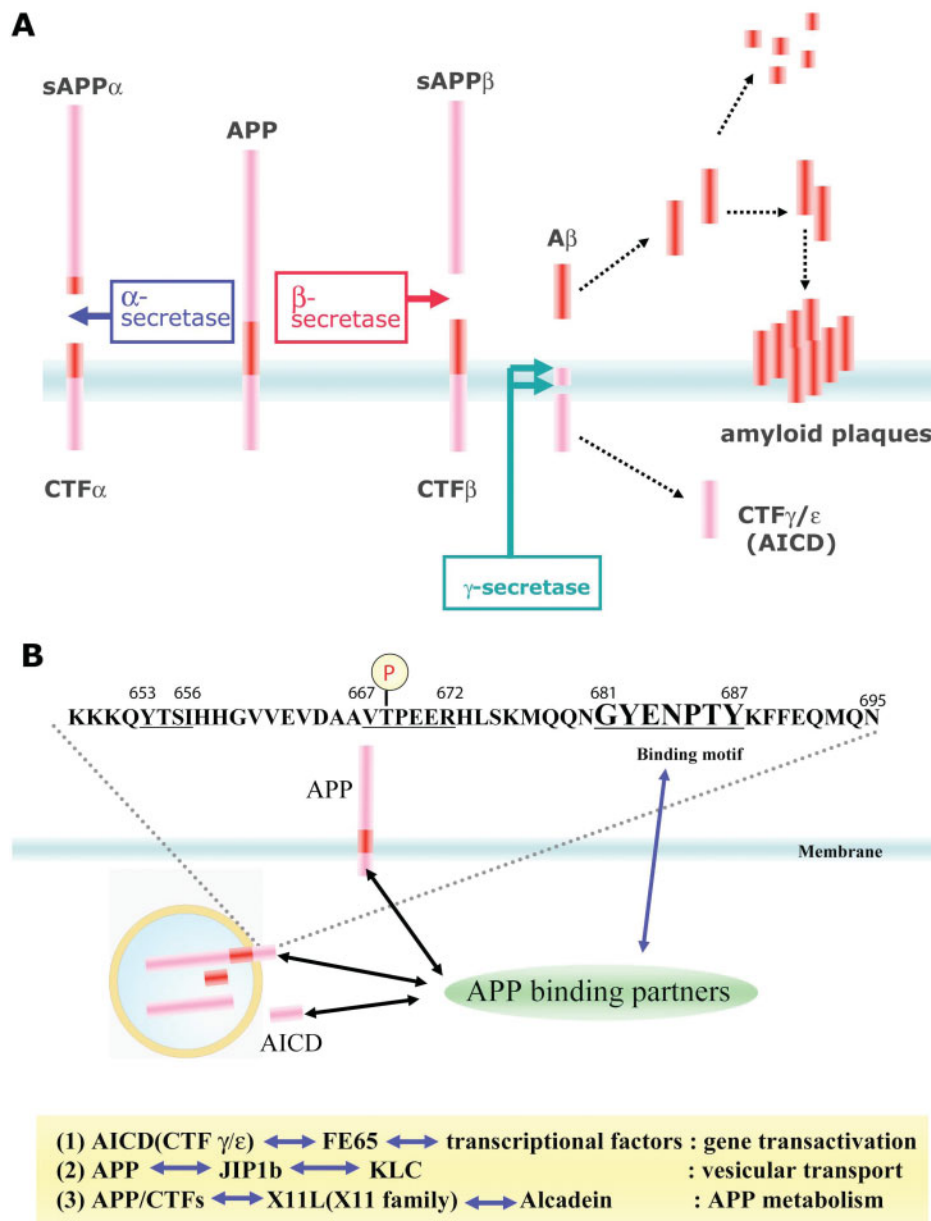 A
sAPPα
sAPPβ
APP
Aβ
α-
secretase
β-
secretase
amyloid plaques
CTFα
CTFβ
CTFγ/ε
(AICD)
γ-secretase
B
P
653 656 667 672 681 687 695
KKKQYTSIHHGVVEVDAAVTPEERHLSKMQQNGYENPTYKFFEQMQN
Binding motif
APP
Membrane
APP binding partners
AICD
(1) AICD(CTF γ/ε) FE65 transcriptional factors : gene transactivation
(2) APP JIP1b KLC : vesicular transport
(3) APP/CTFs X11L(X11 family) Alcadein : APP metabolism